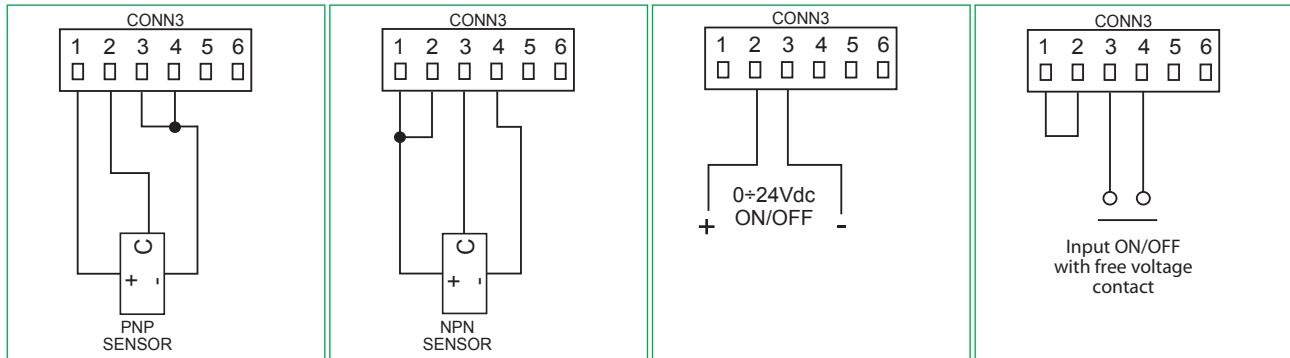 CONN3
1 2 3 4 5 6
C
+ -
PNP
SENSOR
CONN3
1 2 3 4 5 6
C
+ -
NPN
SENSOR
CONN3
1 2 3 4 5 6
0÷24Vdc
ON/OFF
+ -
CONN3
1 2 3 4 5 6
Input ON/OFF
with free voltage
contact